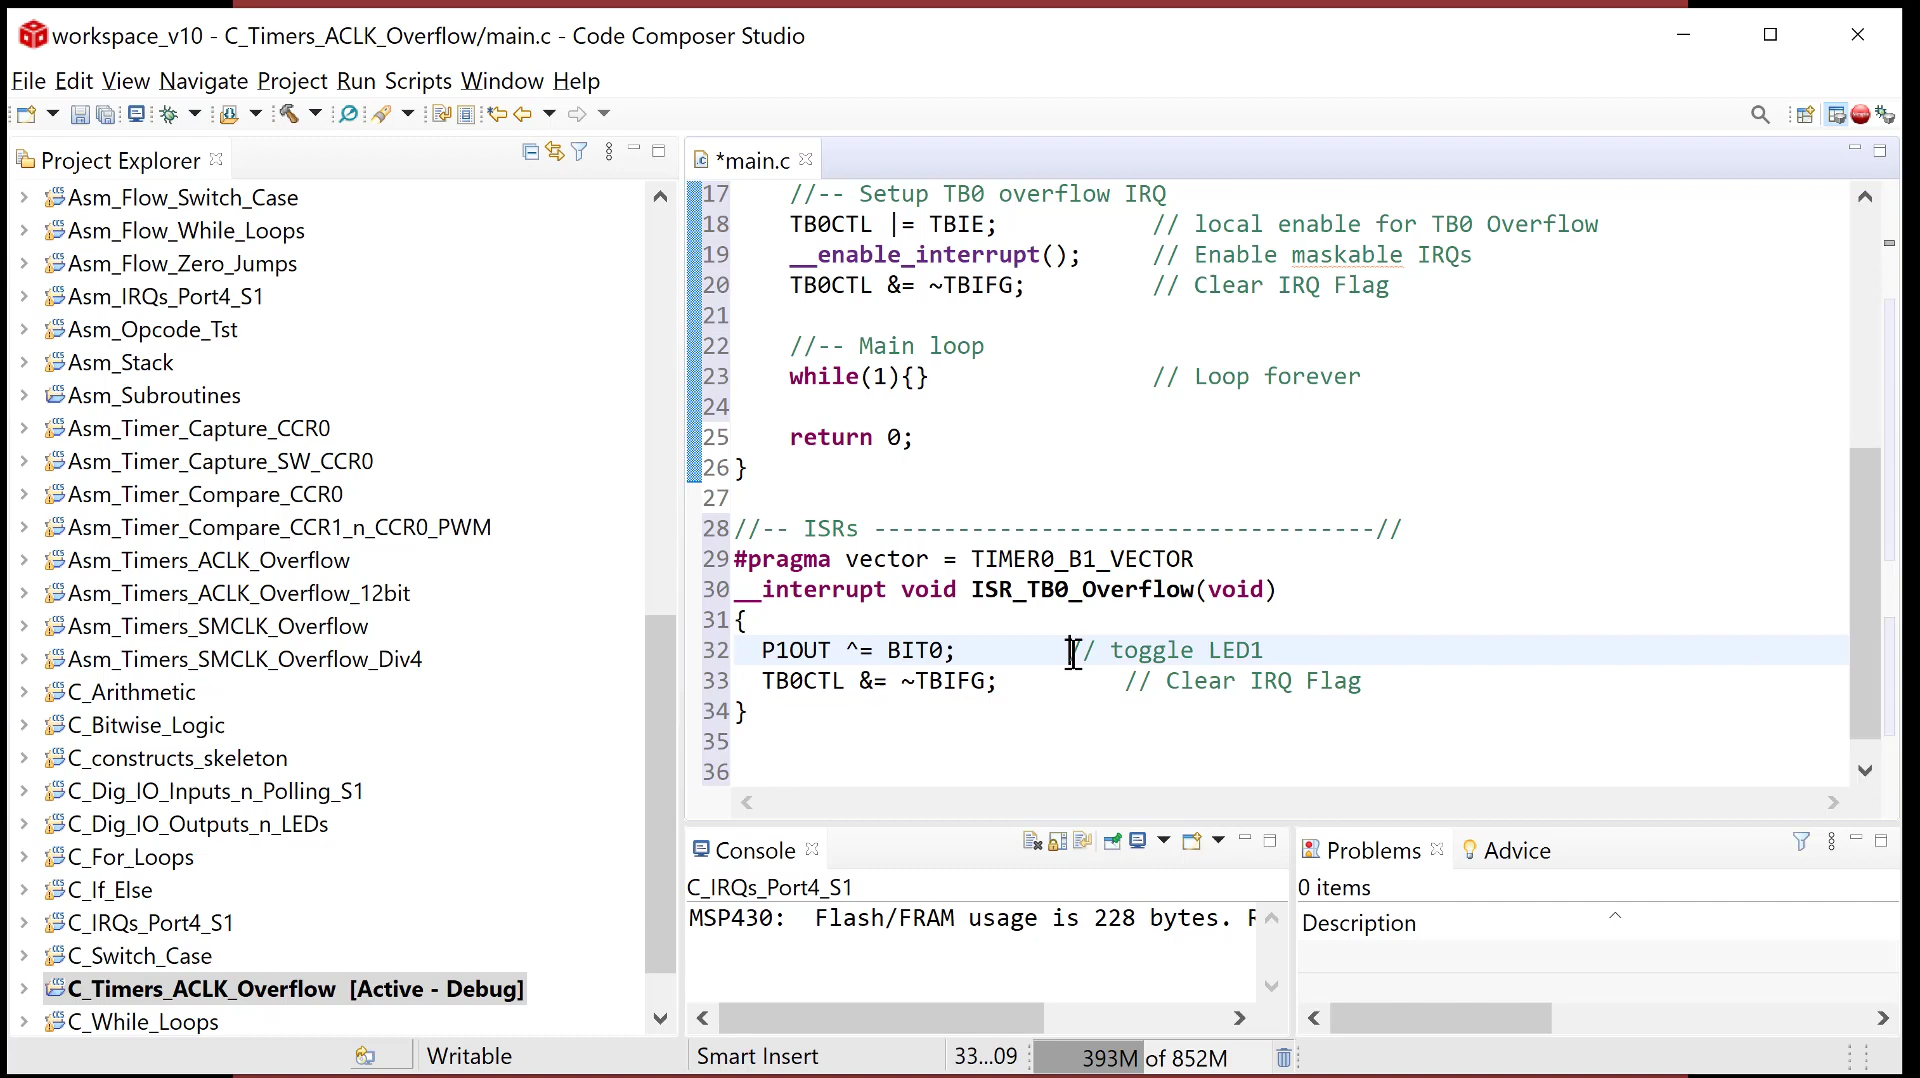 workspace_v10 - C_Timers_ACLK_Overflow/main.c - Code Composer Studio
File Edit View Navigate Project Run Scripts Window Help
Project Explorer
Asm_Flow_Switch_Case
Asm_Flow_While_Loops
Asm_Flow_Zero_Jumps
Asm_IRQs_Port4_S1
Asm_Opcode_Tst
Asm_Stack
Asm_Subroutines
Asm_Timer_Capture_CCR0
Asm_Timer_Capture_SW_CCR0
Asm_Timer_Compare_CCR0
Asm_Timer_Compare_CCR1_n_CCR0_PWM
Asm_Timers_ACLK_Overflow
Asm_Timers_ACLK_Overflow_12bit
Asm_Timers_SMCLK_Overflow
Asm_Timers_SMCLK_Overflow_Div4
C_Arithmetic
C_Bitwise_Logic
C_constructs_skeleton
C_Dig_IO_Inputs_n_Polling_S1
C_Dig_IO_Outputs_n_LEDs
C_For_Loops
C_If_Else
C_IRQs_Port4_S1
C_Switch_Case
C_Timers_ACLK_Overflow [Active - Debug]
C_While_Loops
*main.c
17 //-- Setup TB0 overflow IRQ
18 TB0CTL |= TBIE; // local enable for TB0 Overflow
19 __enable_interrupt(); // Enable maskable IRQs
20 TB0CTL &= ~TBIFG; // Clear IRQ Flag
21
22 //-- Main loop
23 while(1){} // Loop forever
24
25 return 0;
26 }
27
28 //-- ISRs ------------------------------------//
29 #pragma vector = TIMER0_B1_VECTOR
30 __interrupt void ISR_TB0_Overflow(void)
31 {
32 P1OUT ^= BIT0; // toggle LED1
33 TB0CTL &= ~TBIFG; // Clear IRQ Flag
34 }
35
36
Console
C_IRQs_Port4_S1
MSP430: Flash/FRAM usage is 228 bytes.
Problems
Advice
0 items
Description
Writable
Smart Insert
33...09
393M of 852M